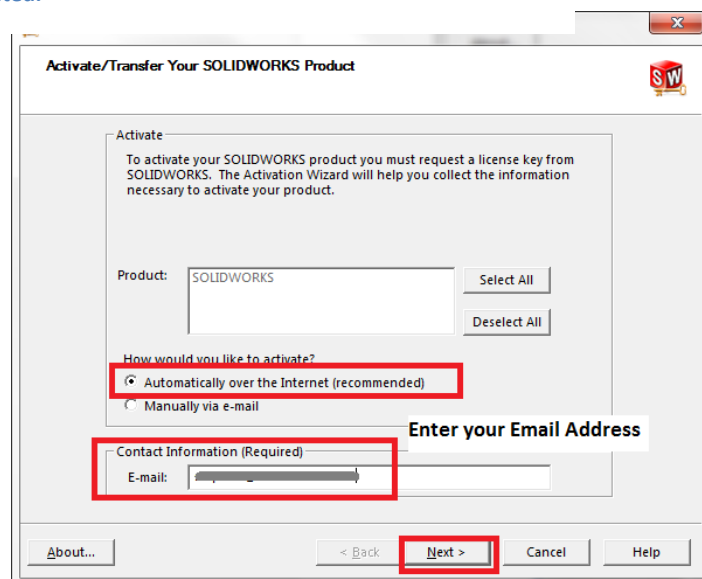 Activate/Transfer Your SOLIDWORKS Product
SW
Activate
To activate your SOLIDWORKS product you must request a license key from
SOLIDWORKS. The Activation Wizard will help you collect the information
necessary to activate your product.
Product:
SOLIDWORKS
Select All
Deselect All
How would you like to activate?
Automatically over the Internet (recommended)
Manually via e-mail
Enter your Email Address
Contact Information (Required)
E-mail:
About...
< Back
Next >
Cancel
Help